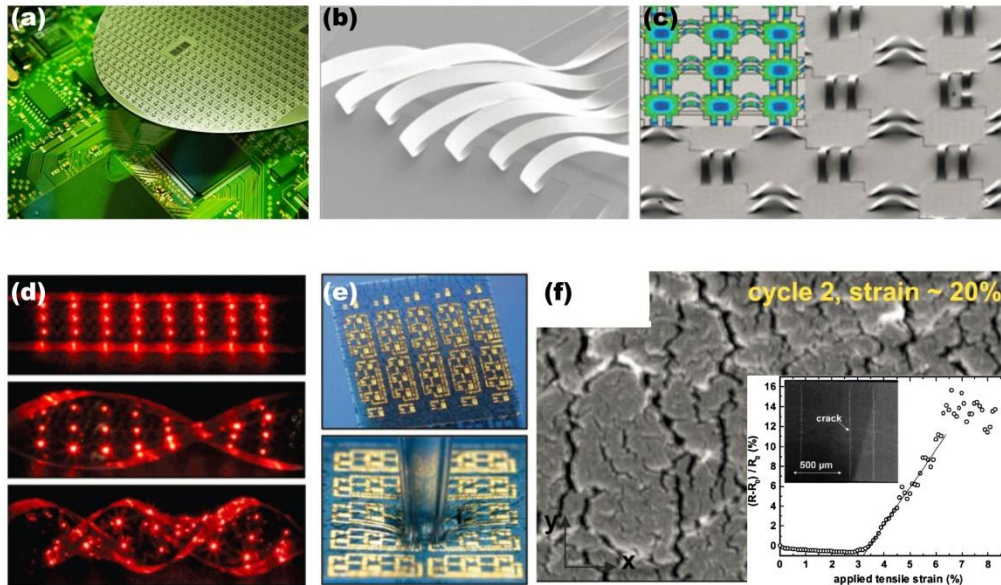 (a)
(b)
(c)
(d)
(e)
(f)
cycle 2, strain ~ 20%
y
x
(R-R₀) / R₀ (%)
16
14
12
10
8
6
4
2
0
crack
500 µm
0 1 2 3 4 5 6 7 8
applied tensile strain (%)